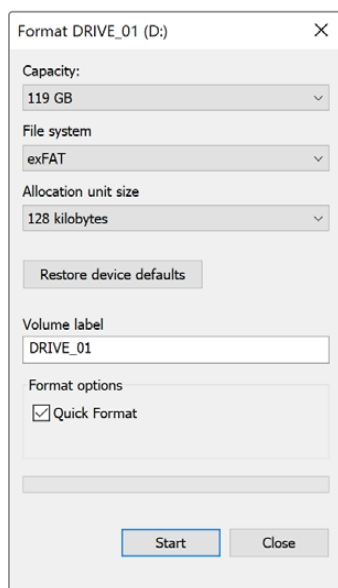 Format DRIVE_01 (D:)
Capacity:
119 GB
File system
exFAT
Allocation unit size
128 kilobytes
Restore device defaults
Volume label
DRIVE_01
Format options
Quick Format
Start Close